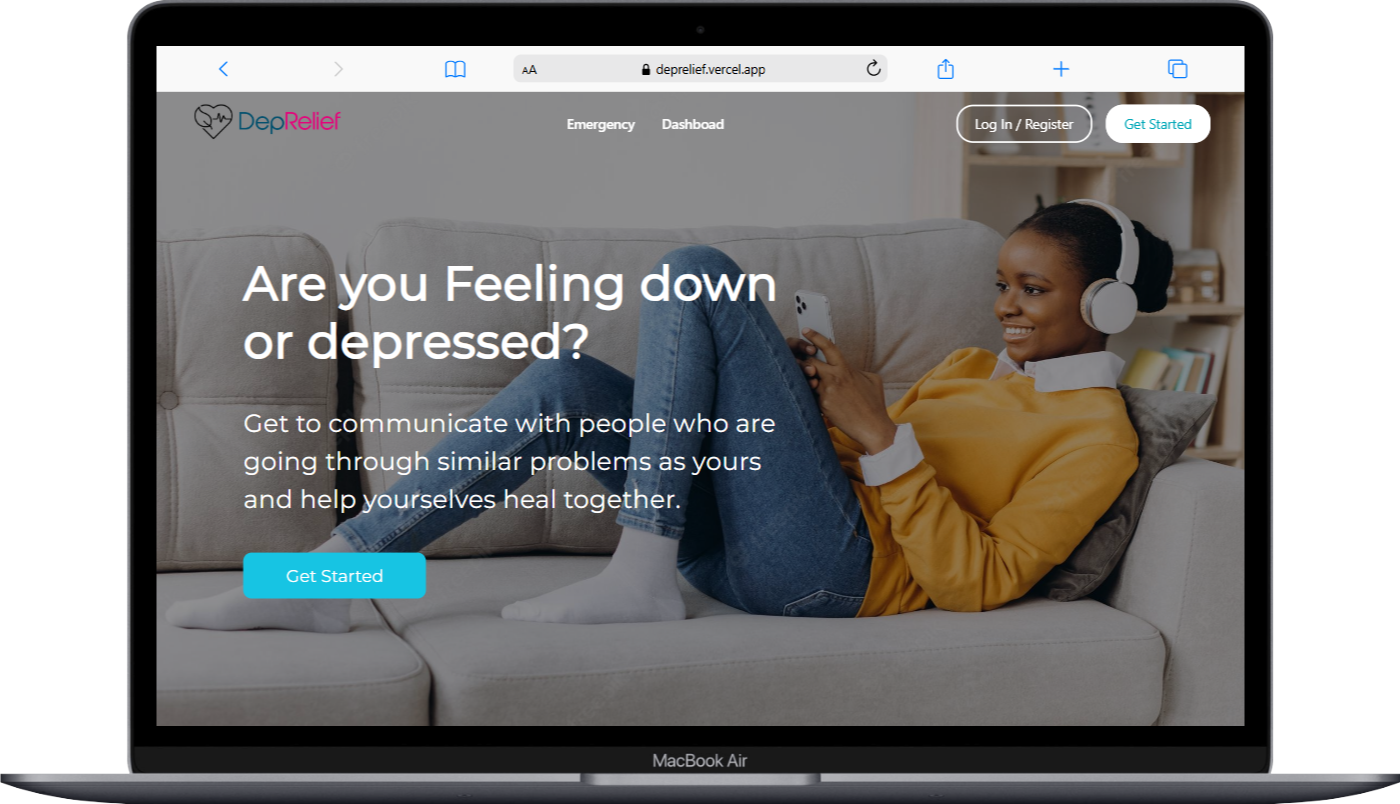 AA deprelief.vercel.app
DepRelief
Emergency Dashboad
Log In / Register Get Started
Are you Feeling down
or depressed?
Get to communicate with people who are
going through similar problems as yours
and help yourselves heal together.
Get Started
MacBook Air